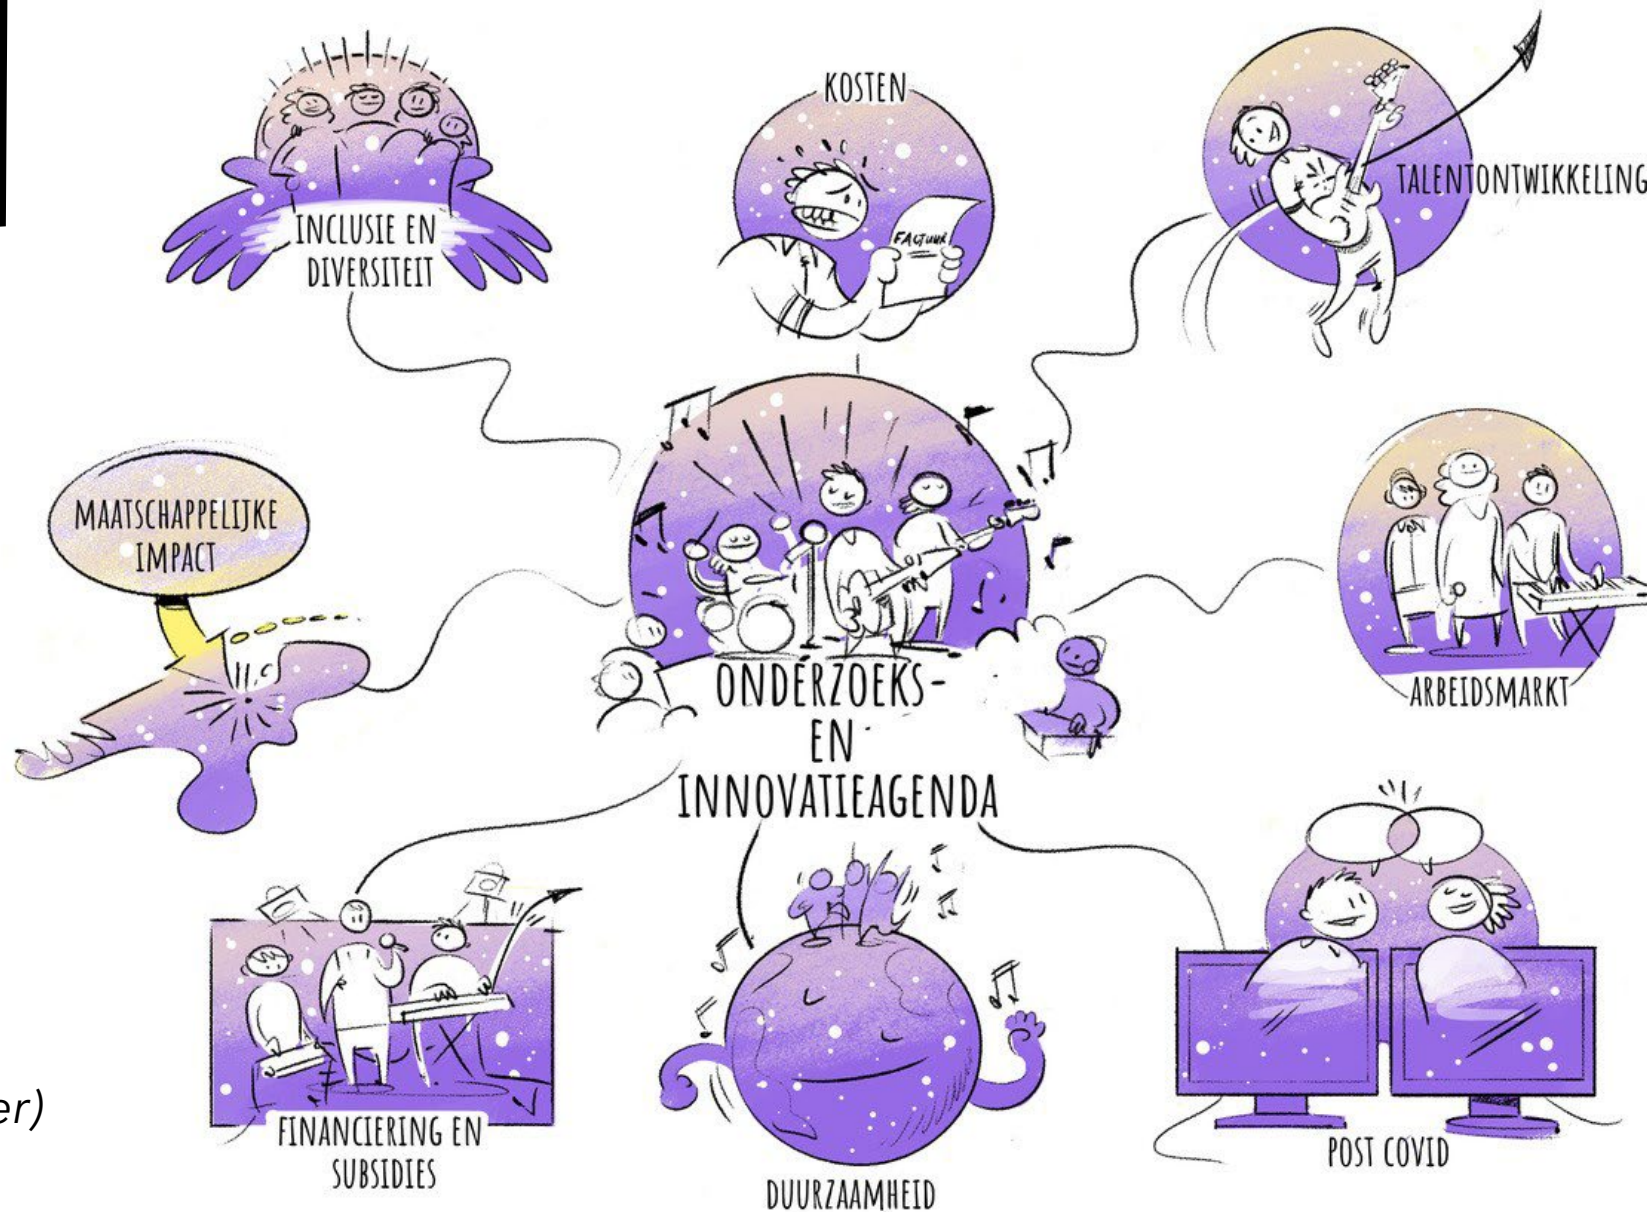 KOSTEN
FACTUUR
TALENTONTWIKKELING
INCLUSIE EN
DIVERSITEIT
MAATSCHAPPELIJKE
IMPACT
ONDERZOEKS-
EN
INNOVATIEAGENDA
ARBEIDSMARKT
FINANCIERING EN
SUBSIDIES
DUURZAAMHEID
POST COVID
er)